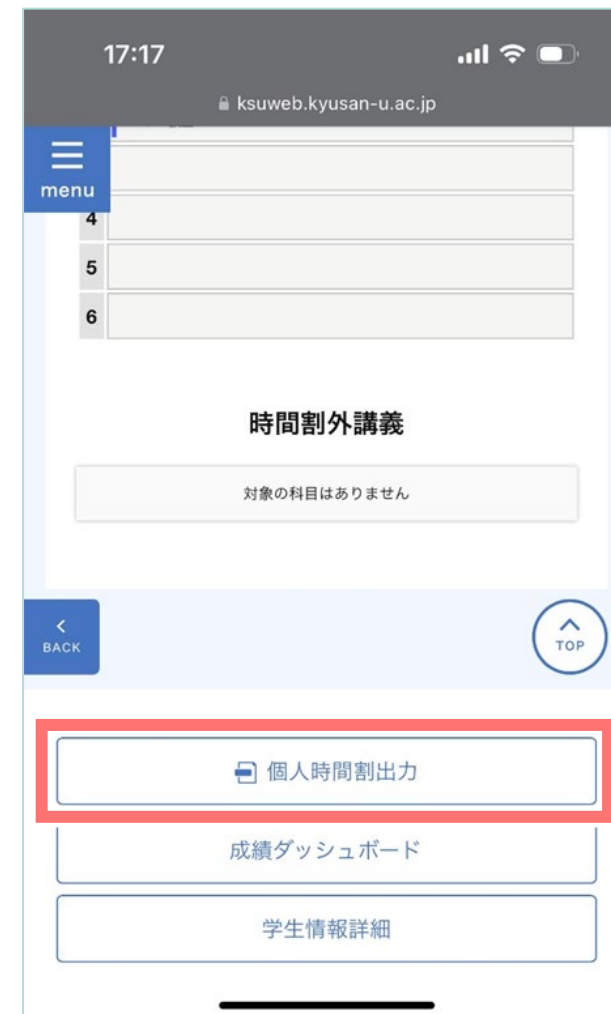 17:17
ksuweb.kyusan-u.ac.jp
menu
4
5
6
時間割外講義
対象の科目はありません
BACK
TOP
個人時間割出力
成績ダッシュボード
学生情報詳細